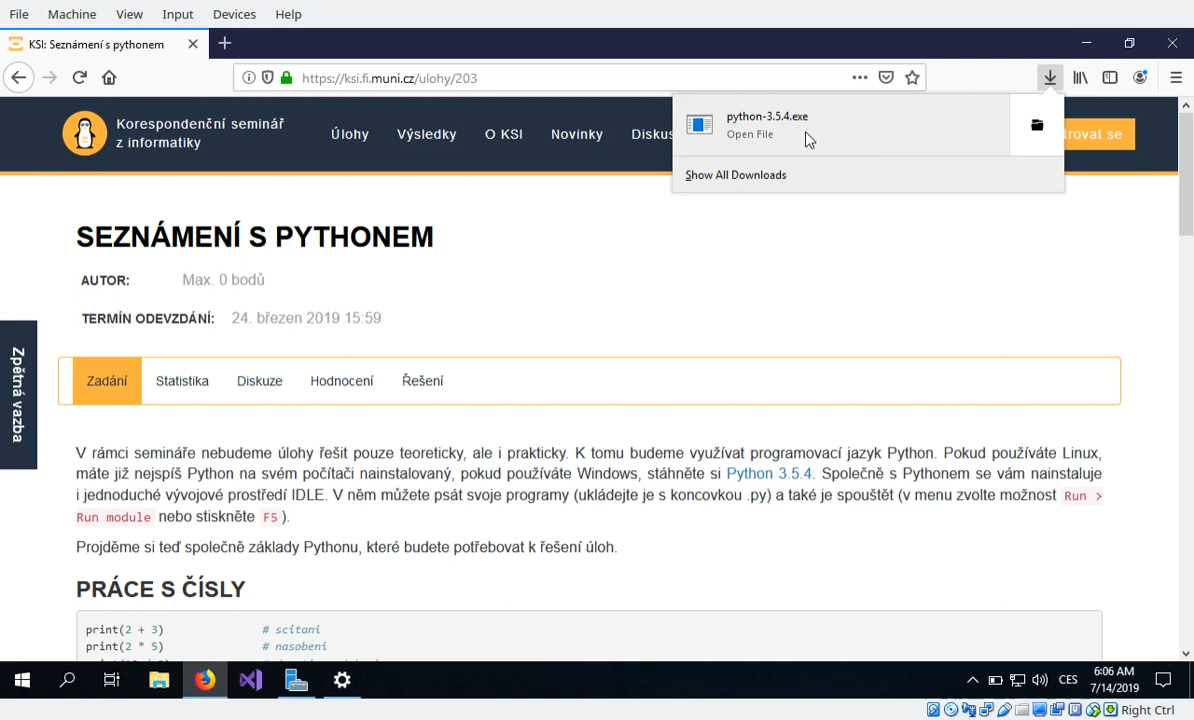 File Machine View Input Devices Help
KSI: Seznámení s pythonem
https://ksi.fi.muni.cz/ulohy/203
Korespondenční seminář
z informatiky
Úlohy Výsledky O KSI Novinky Diskus
trovat se
python-3.5.4.exe
Open File
Show All Downloads
SEZNÁMENÍ S PYTHONEM
AUTOR: Max. 0 bodů
TERMÍN ODEVZDÁNÍ: 24. březen 2019 15:59
Zpětná vazba
Zadání Statistika Diskuze Hodnocení Řešení
V rámci semináře nebudeme úlohy řešit pouze teoreticky, ale i prakticky. K tomu budeme využívat programovací jazyk Python. Pokud používáte Linux,
máte již nejspíš Python na svém počítači nainstalovaný, pokud používáte Windows, stáhněte si Python 3.5.4. Společně s Pythonem se vám nainstaluje
i jednoduché vývojové prostředí IDLE. V něm můžete psát svoje programy (ukládejte je s koncovkou .py) a také je spouštět (v menu zvolte možnost Run >
Run module nebo stiskněte F5 ).
Projděme si teď společně základy Pythonu, které budete potřebovat k řešení úloh.
PRÁCE S ČÍSLY
print(2 + 3) # scitani
print(2 * 5) # nasobeni
CES
6:06 AM
7/14/2019
Right Ctrl